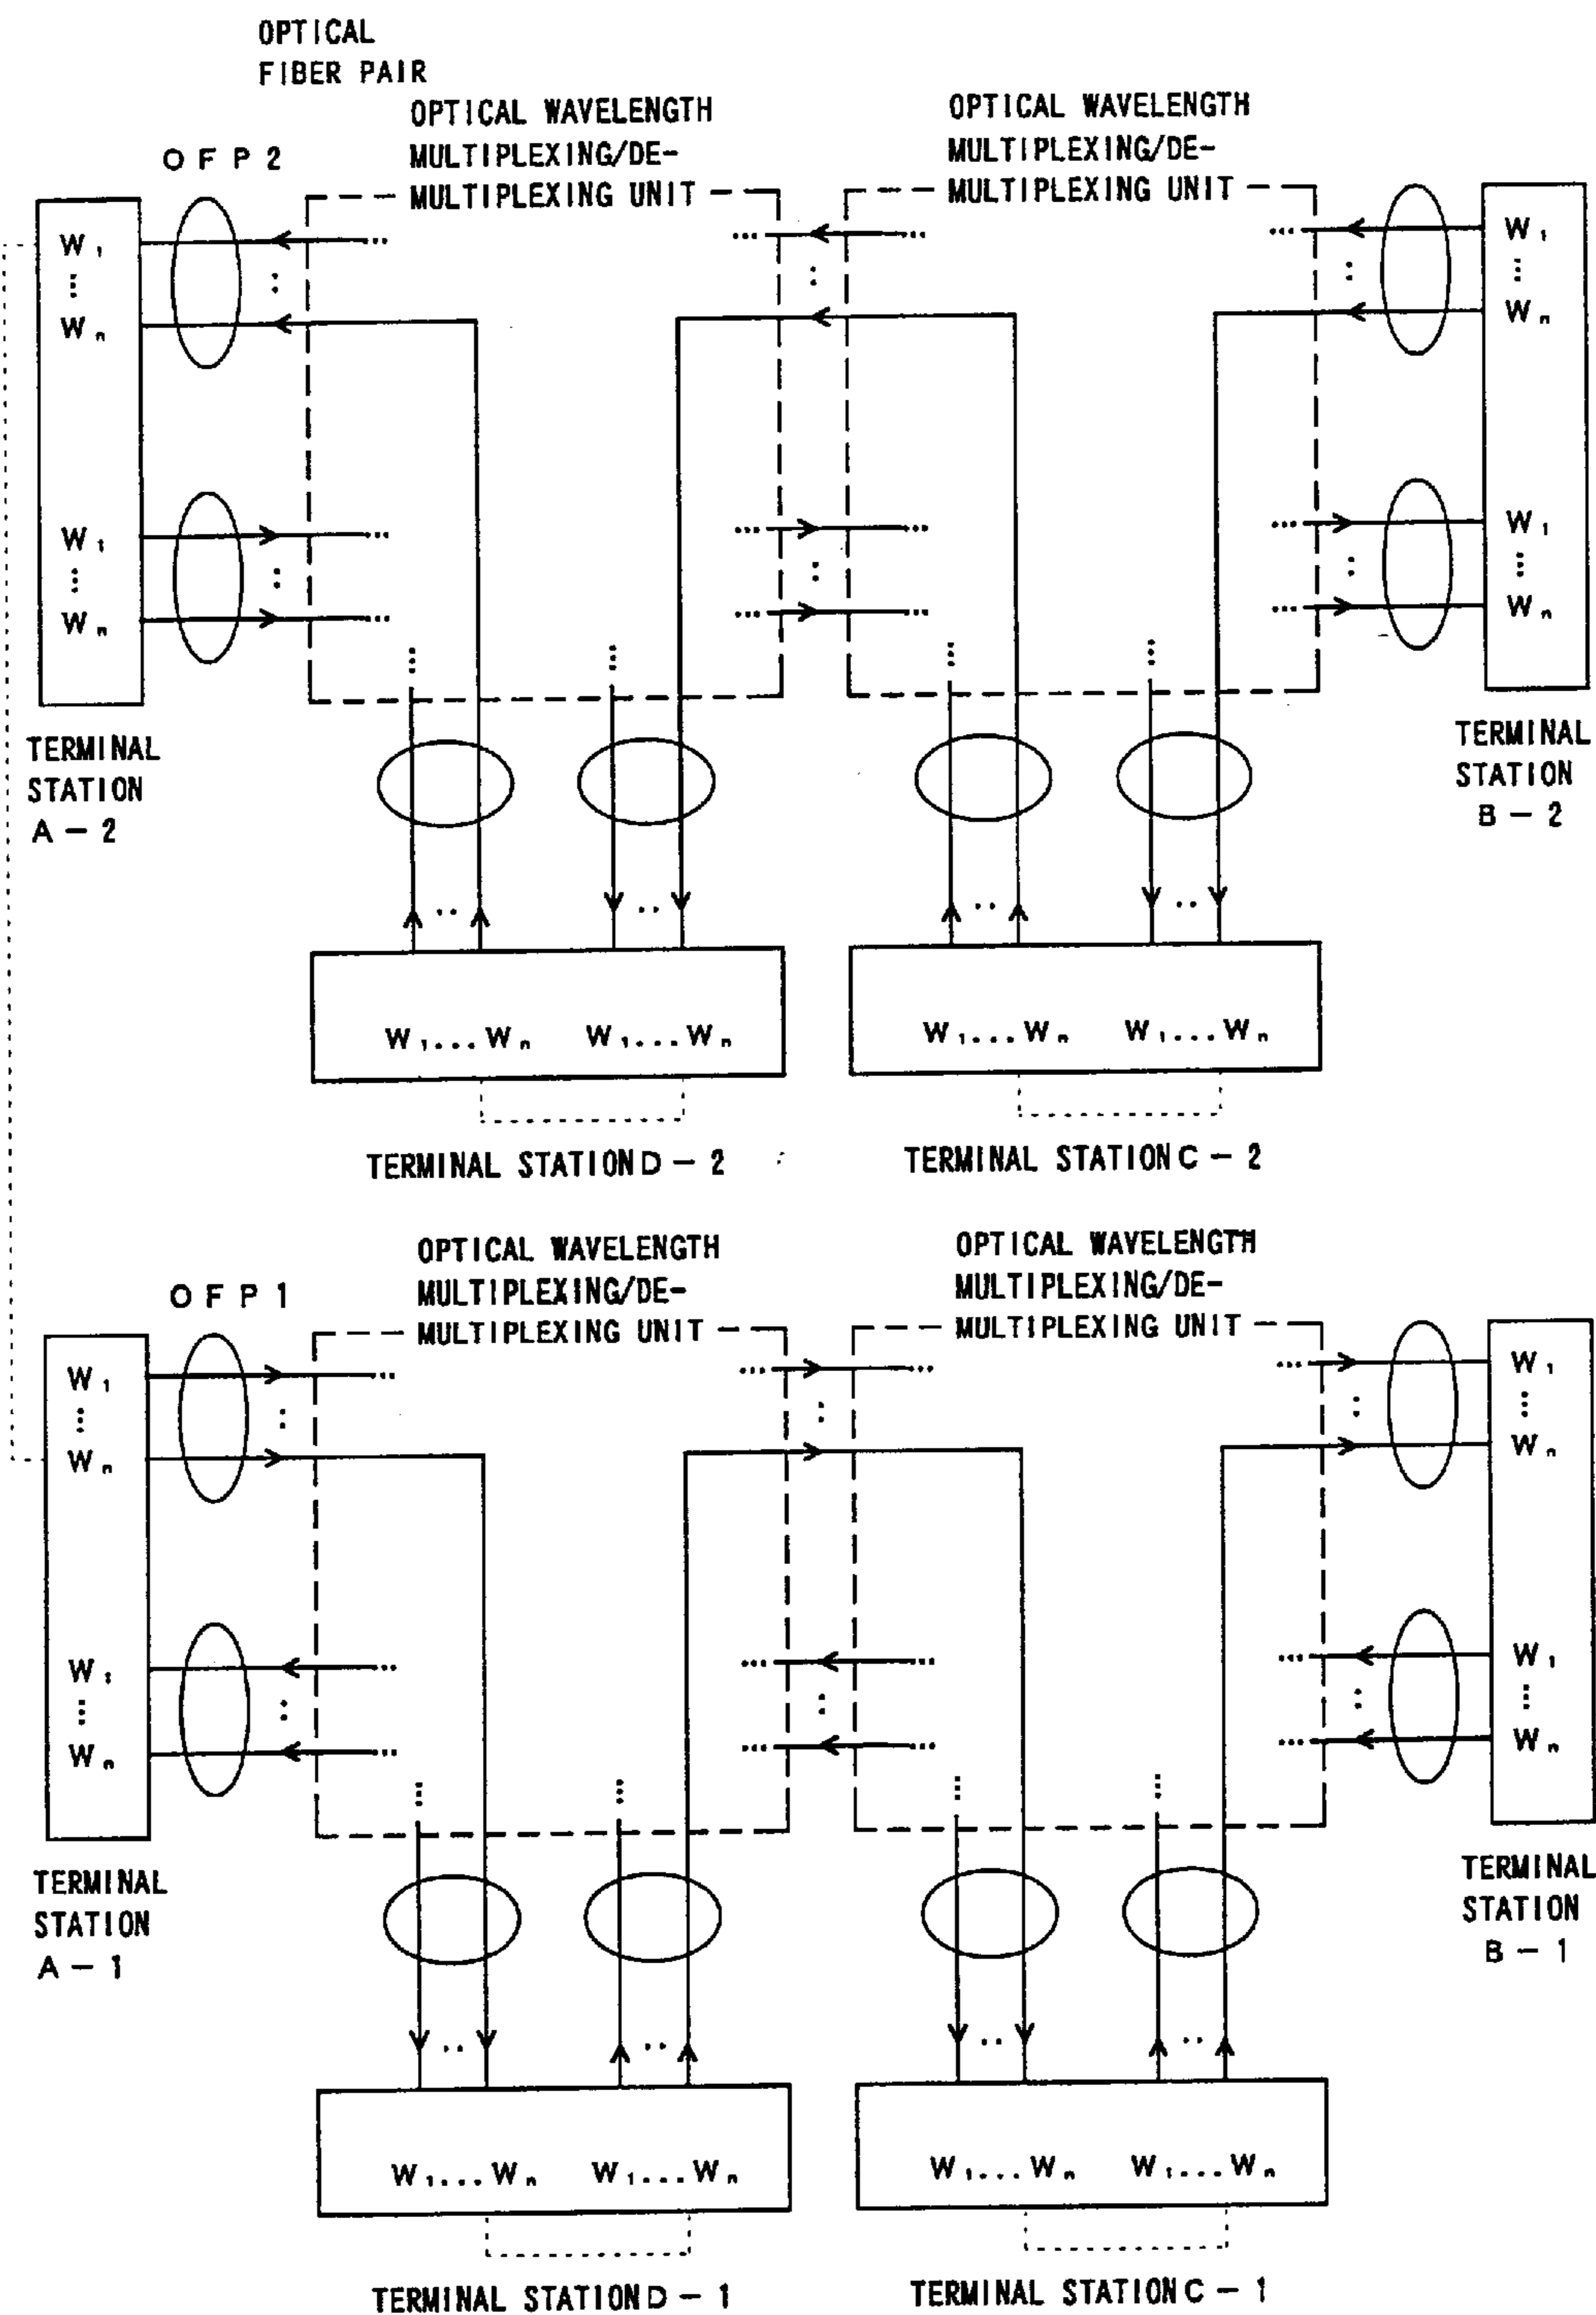 OPTICAL
FIBER PAIR
OPTICAL WAVELENGTH
MULTIPLEXING/DE-
MULTIPLEXING UNIT
OPTICAL WAVELENGTH
MULTIPLEXING/DE-
MULTIPLEXING UNIT
OFP2
W1
Wn
W1
Wn
TERMINAL
STATION
A-2
W1
Wn
W1
Wn
TERMINAL
STATION
B-2
W1...Wn W1...Wn
TERMINAL STATION D-2
W1...Wn W1...Wn
TERMINAL STATION C-2
OPTICAL WAVELENGTH
MULTIPLEXING/DE-
MULTIPLEXING UNIT
OPTICAL WAVELENGTH
MULTIPLEXING/DE-
MULTIPLEXING UNIT
OFP1
W1
Wn
W1
Wn
TERMINAL
STATION
A-1
W1
Wn
W1
Wn
TERMINAL
STATION
B-1
W1...Wn W1...Wn
TERMINAL STATION D-1
W1...Wn W1...Wn
TERMINAL STATION C-1